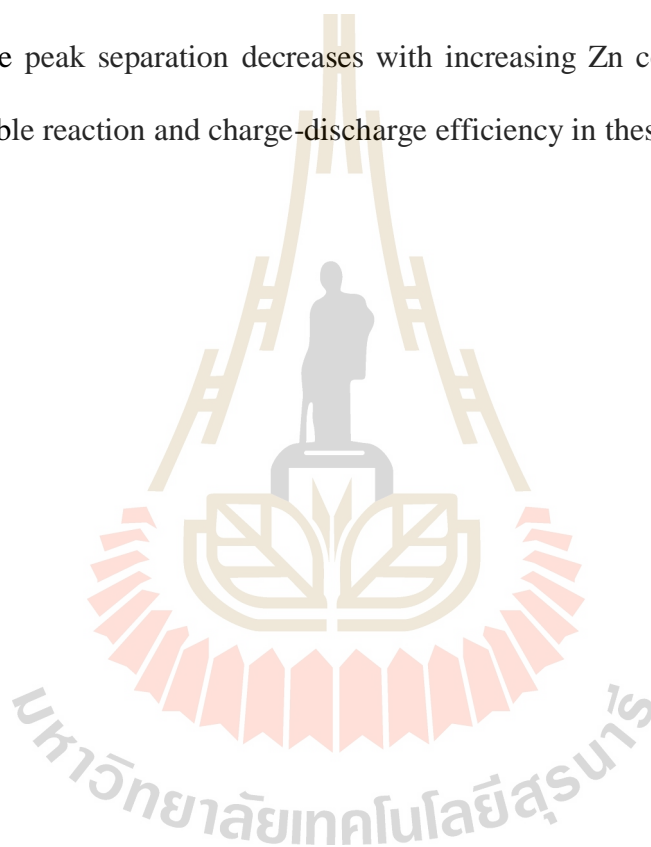 e peak separation decreases with increasing Zn c
ble reaction and charge-discharge efficiency in thes
มหาวิทยาลัยเทคโนโลยีสุรนารี